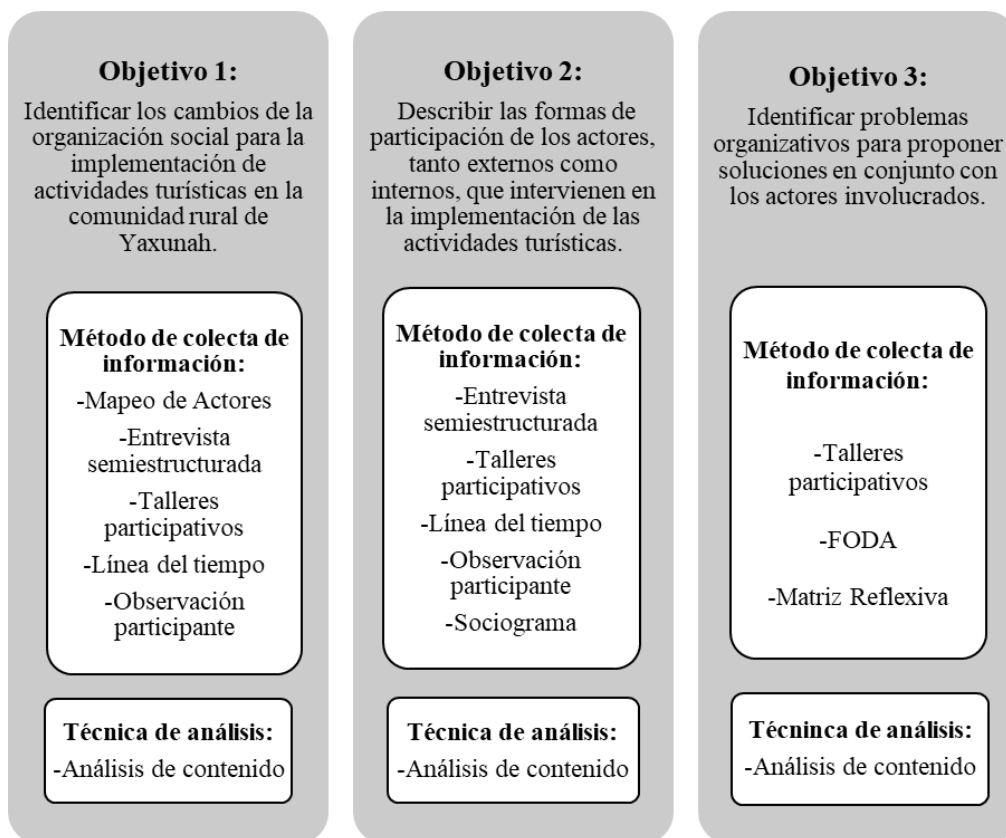 Objetivo 1:
Identificar los cambios de la
organización social para la
implementación de
actividades turísticas en la
comunidad rural de
Yaxunah.
Método de colecta de
información:
-Mapeo de Actores
-Entrevista
semiestructurada
-Talleres
participativos
-Línea del tiempo
-Observación
participante
Técnica de análisis:
-Análisis de contenido
Objetivo 2:
Describir las formas de
participación de los actores,
tanto externos como
internos, que intervienen en
la implementación de las
actividades turísticas.
Método de colecta de
información:
-Entrevista
semiestructurada
-Talleres
participativos
-Línea del tiempo
-Observación
participante
-Sociograma
Técnica de análisis:
-Análisis de contenido
Objetivo 3:
Identificar problemas
organizativos para proponer
soluciones en conjunto con
los actores involucrados.
Método de colecta de
información:
-Talleres
participativos
-FODA
-Matriz Reflexiva
Técninca de análisis:
-Análisis de contenido